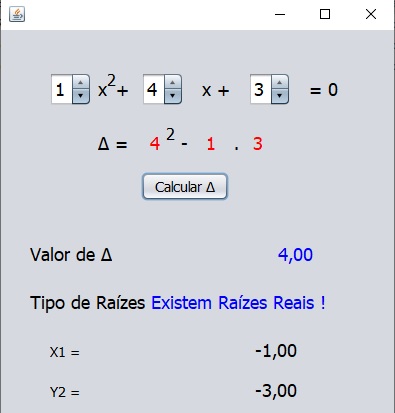 1 x2+ 4 x + 3 = 0
Δ = 4 2 - 1 . 3
Calcular Δ
Valor de Δ 4,00
Tipo de Raízes Existem Raízes Reais !
X1 = -1,00
Y2 = -3,00